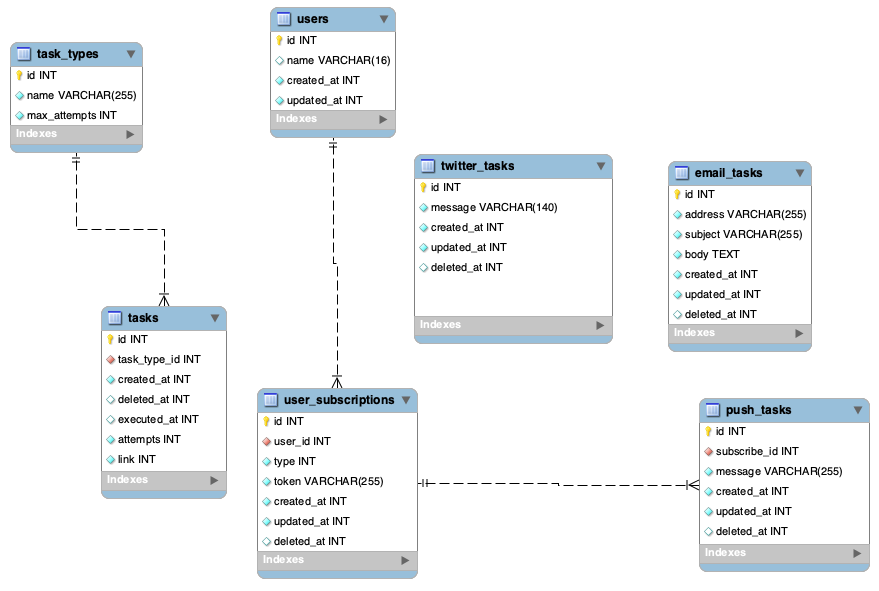 task_types
id INT
name VARCHAR(255)
max_attempts INT
Indexes
users
id INT
name VARCHAR(16)
created_at INT
updated_at INT
Indexes
twitter_tasks
id INT
message VARCHAR(140)
created_at INT
updated_at INT
deleted_at INT
Indexes
email_tasks
id INT
address VARCHAR(255)
subject VARCHAR(255)
body TEXT
created_at INT
updated_at INT
deleted_at INT
Indexes
tasks
id INT
task_type_id INT
created_at INT
deleted_at INT
executed_at INT
attempts INT
link INT
Indexes
user_subscriptions
id INT
user_id INT
type INT
token VARCHAR(255)
created_at INT
updated_at INT
deleted_at INT
Indexes
push_tasks
id INT
subscribe_id INT
message VARCHAR(255)
created_at INT
updated_at INT
deleted_at INT
Indexes